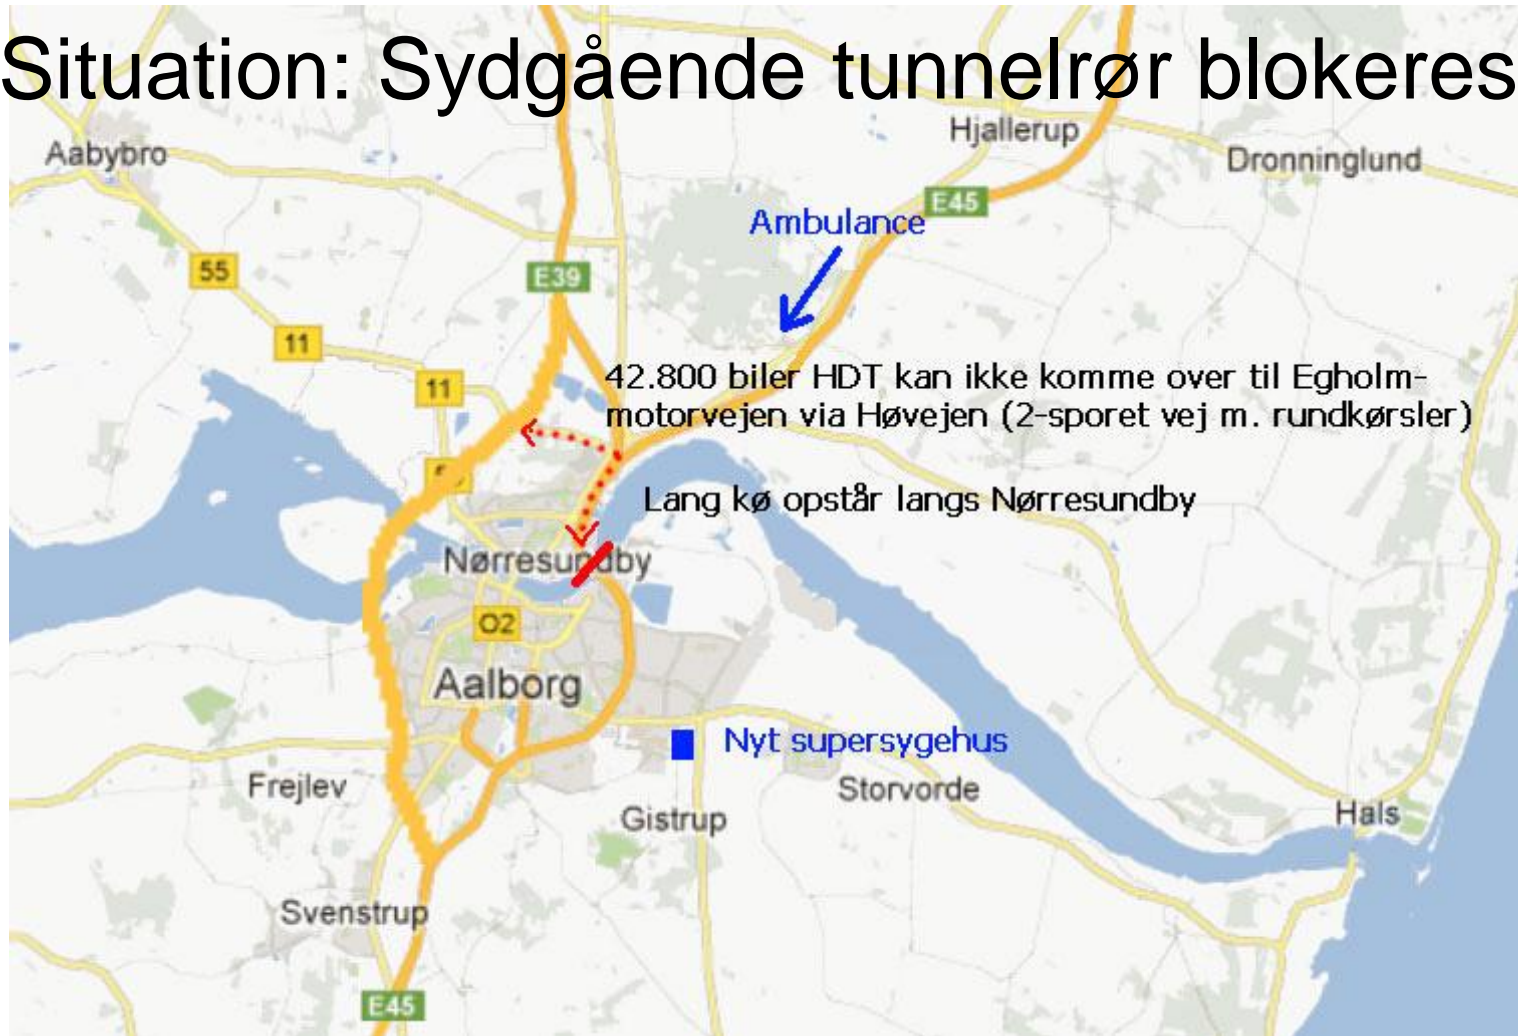 Situation: Sydgående tunnelrør blokeres
Hjallerup
Aabybro
Dronninglund
E45
Ambulance
55
E39
11
11
42.800 biler HDT kan ikke komme over til Egholm-
motorvejen via Høvejen (2-sporet vej m. rundkørsler)
Lang kø opstår langs Nørresundby
Nørresundby
O2
Aalborg
Nyt supersygehus
Frejlev
Storvorde
Gistrup
Hals
Svenstrup
E45